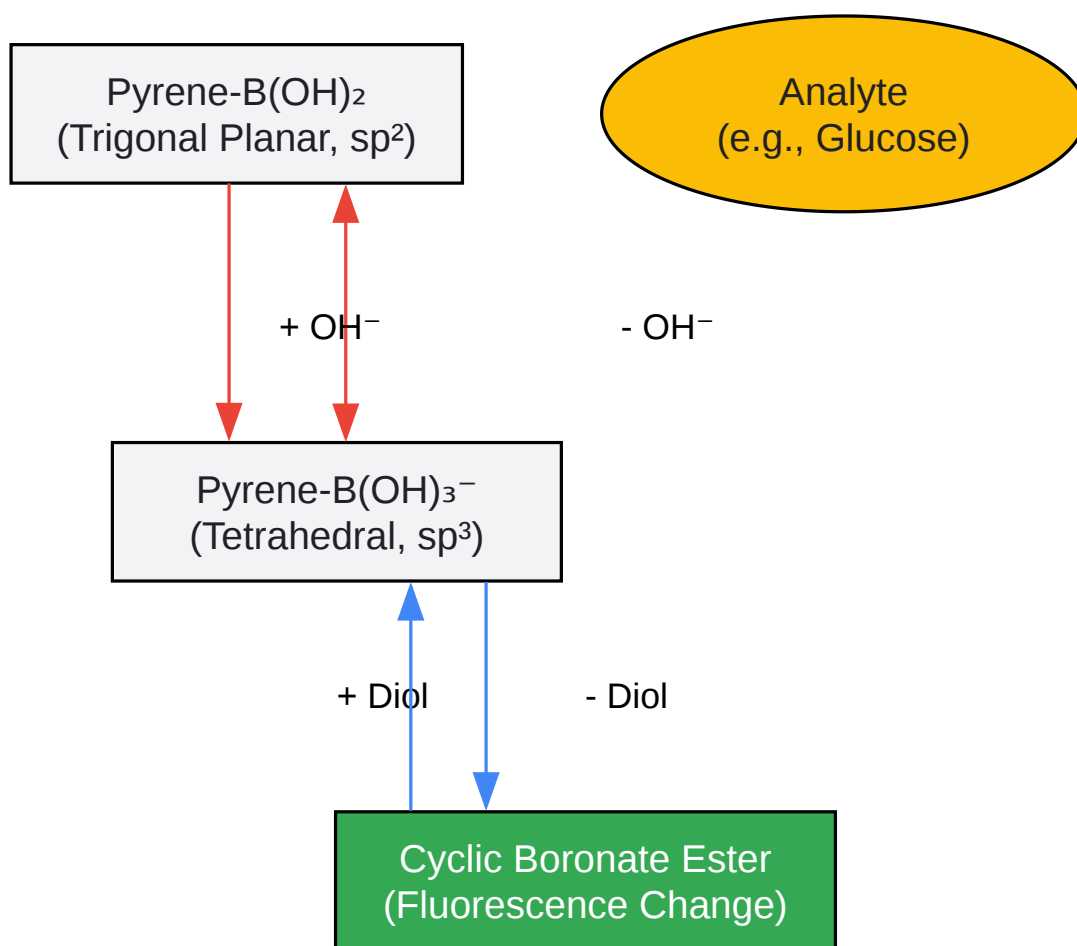 Pyrene-B(OH)₂
(Trigonal Planar, sp²)
Analyte
(e.g., Glucose)
+ OH⁻
- OH⁻
Pyrene-B(OH)₃⁻
(Tetrahedral, sp³)
+ Diol
- Diol
Cyclic Boronate Ester
(Fluorescence Change)